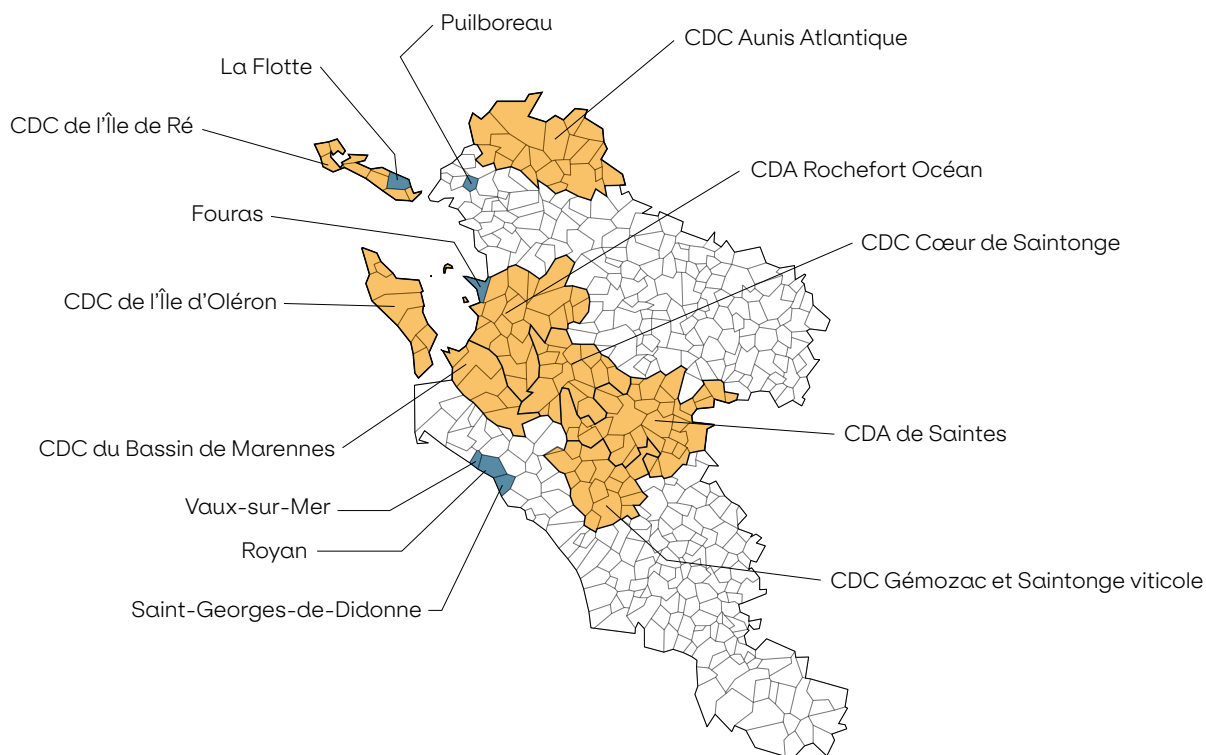 Puilboreau
CDC Aunis Atlantique
La Flotte
CDC de l'Île de Ré
CDA Rochefort Océan
Fouras
CDC Cœur de Saintonge
CDC de l'Île d'Oléron
CDC du Bassin de Marennes
CDA de Saintes
Vaux-sur-Mer
Royan
CDC Gémozac et Saintonge viticole
Saint-Georges-de-Didonne